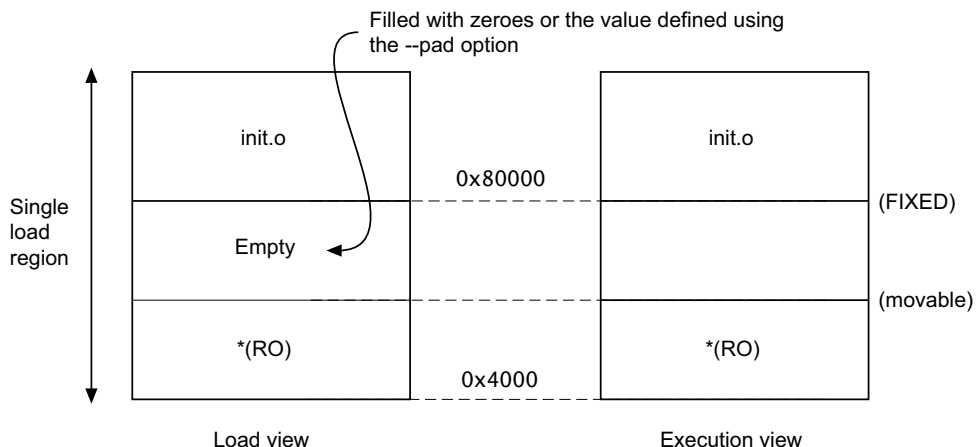 Filled with zeroes or the value defined using
the --pad option
init.o
init.o
0x80000
(FIXED)
Single
load
region
Empty
(movable)
*(RO)
*(RO)
0x4000
Load view
Execution view